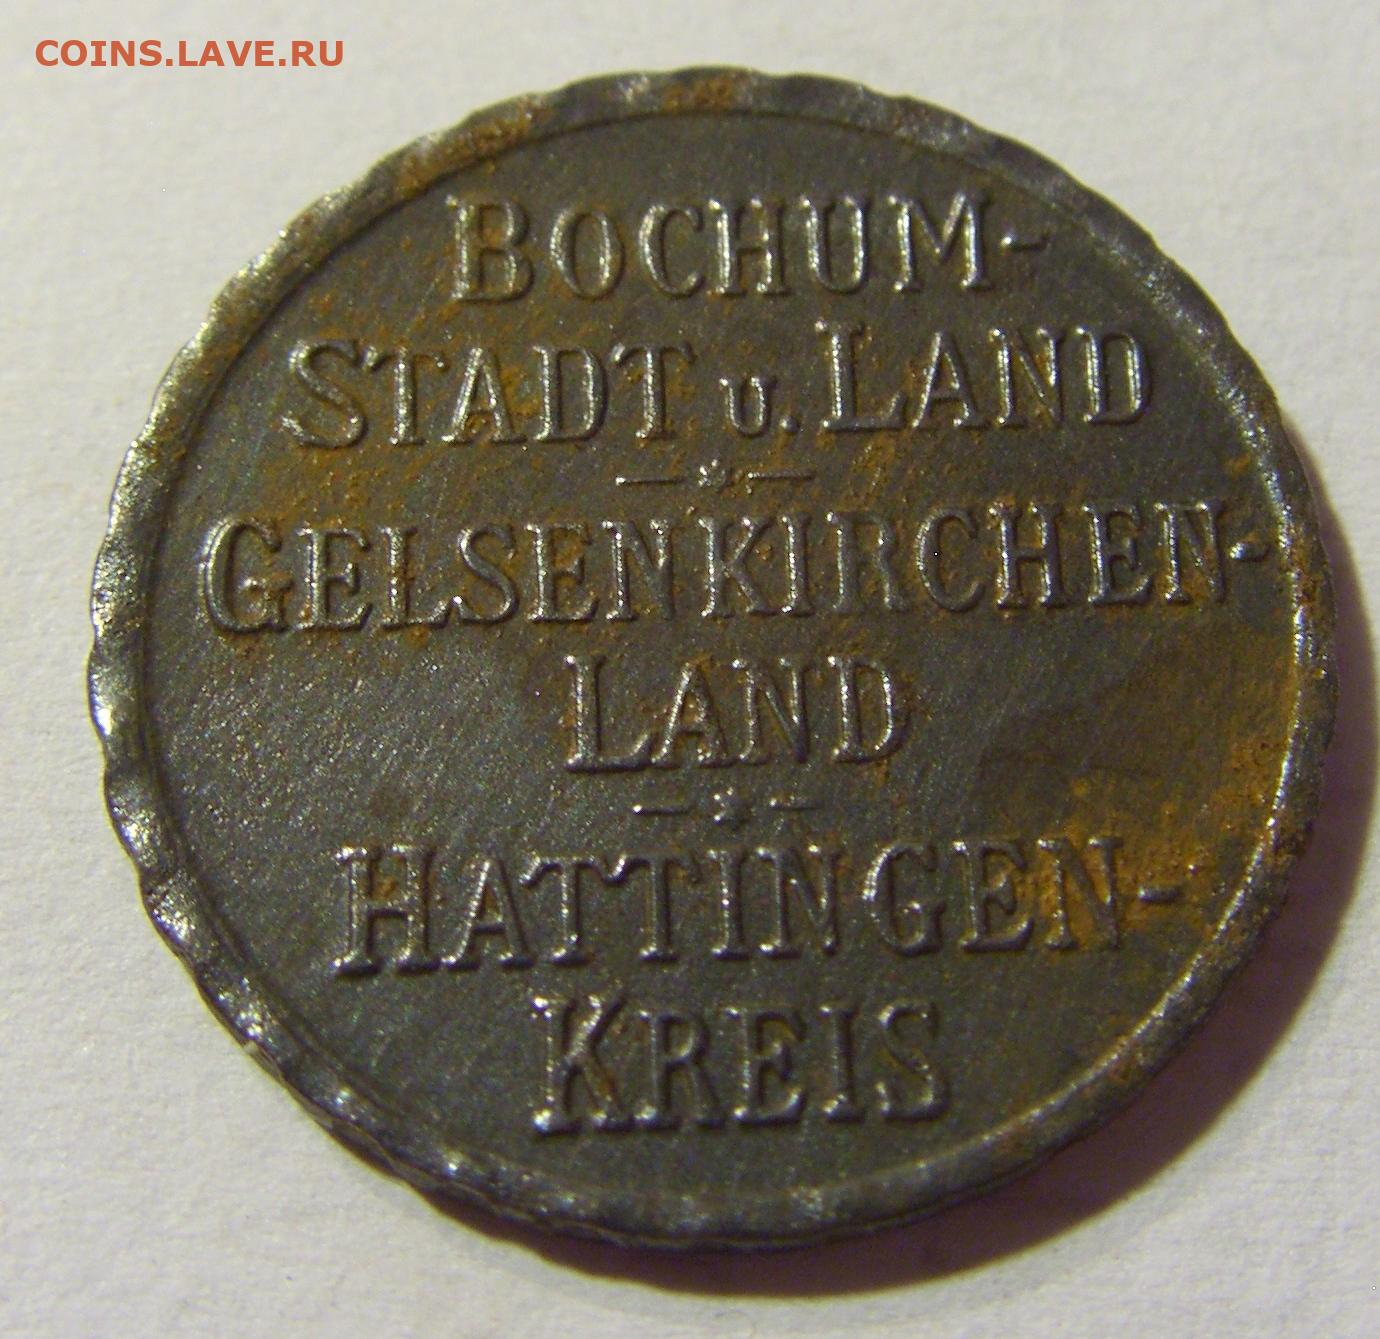 COINS.LAVE.RU
BOCHUM-
STADT U. LAND
GELSENKIRCHEN-
LAND
HATTINGEN-
KREIS